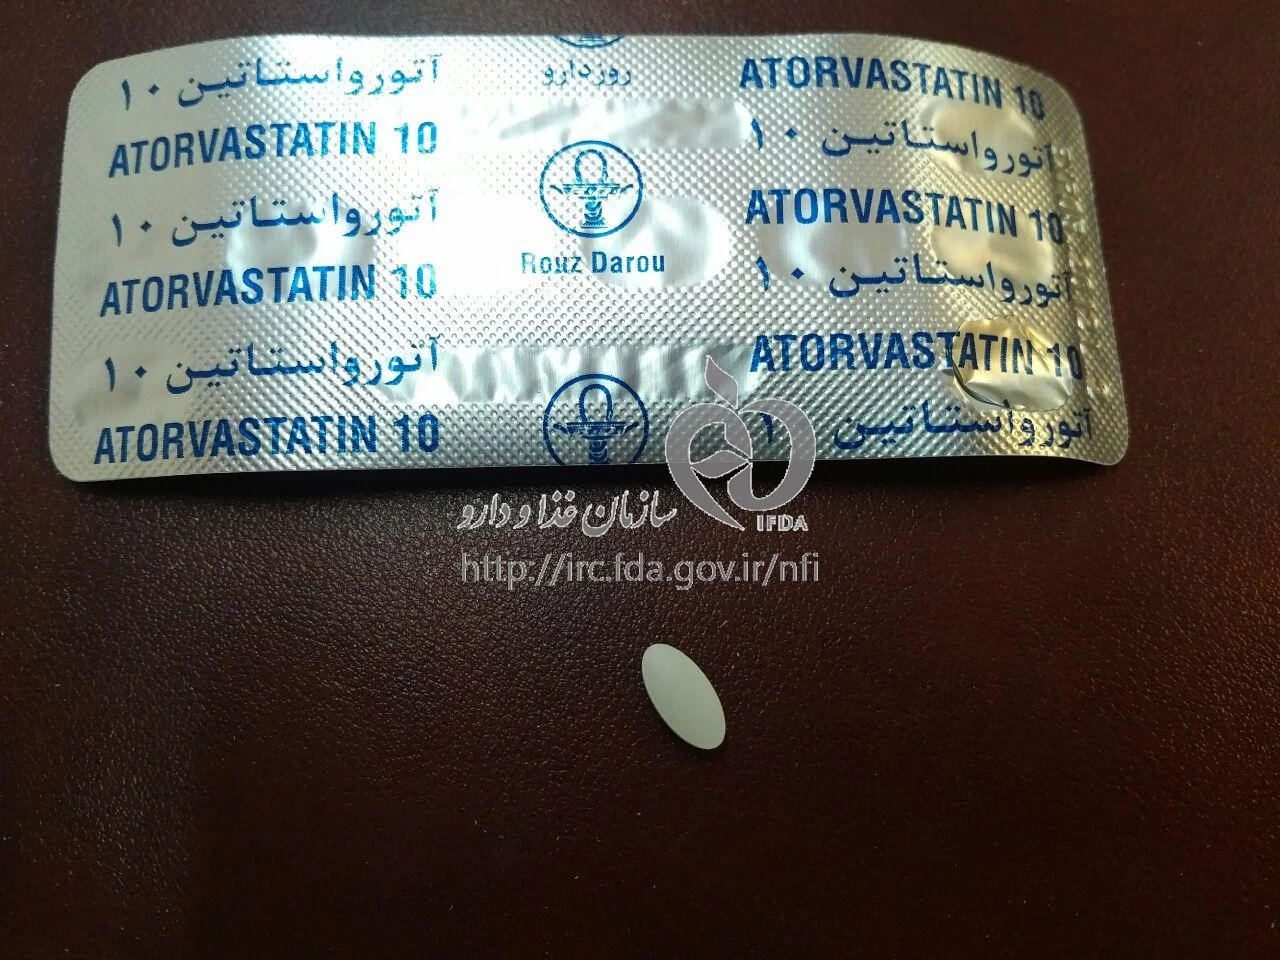 آتورواستاتین ۱۰
ATORVASTATIN 10
آتورواستاتین ۱۰
ATORVASTATIN 10
آتورواستاتین ۱۰
ATORVASTATIN 10
روزدارو
Rouz Darou
ATORVASTATIN 10
آتورواستاتین ۱۰
ATORVASTATIN 10
آتورواستاتین ۱۰
ATORVASTATIN 10
آتورواستاتین ۱۰
IFDA
سازمان غذا و دارو
http://irc.fda.gov.ir/nfi